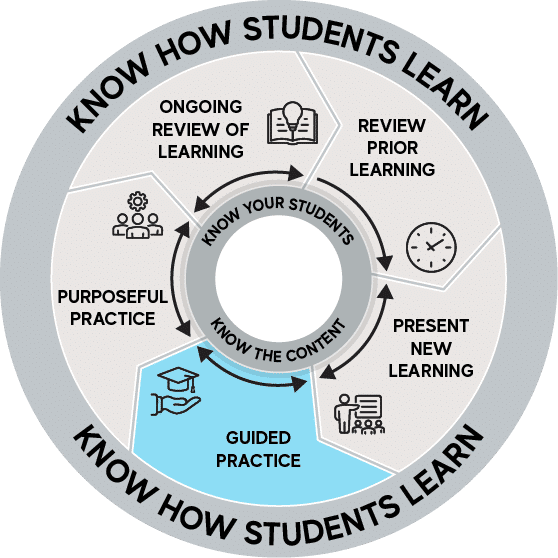 KNOW HOW STUDENTS LEARN
ONGOING
REVIEW OF
LEARNING
REVIEW
PRIOR
LEARNING
KNOW YOUR STUDENTS
PURPOSEFUL
PRACTICE
KNOW THE CONTENT
PRESENT
NEW
LEARNING
GUIDED
PRACTICE
KNOW HOW STUDENTS LEARN